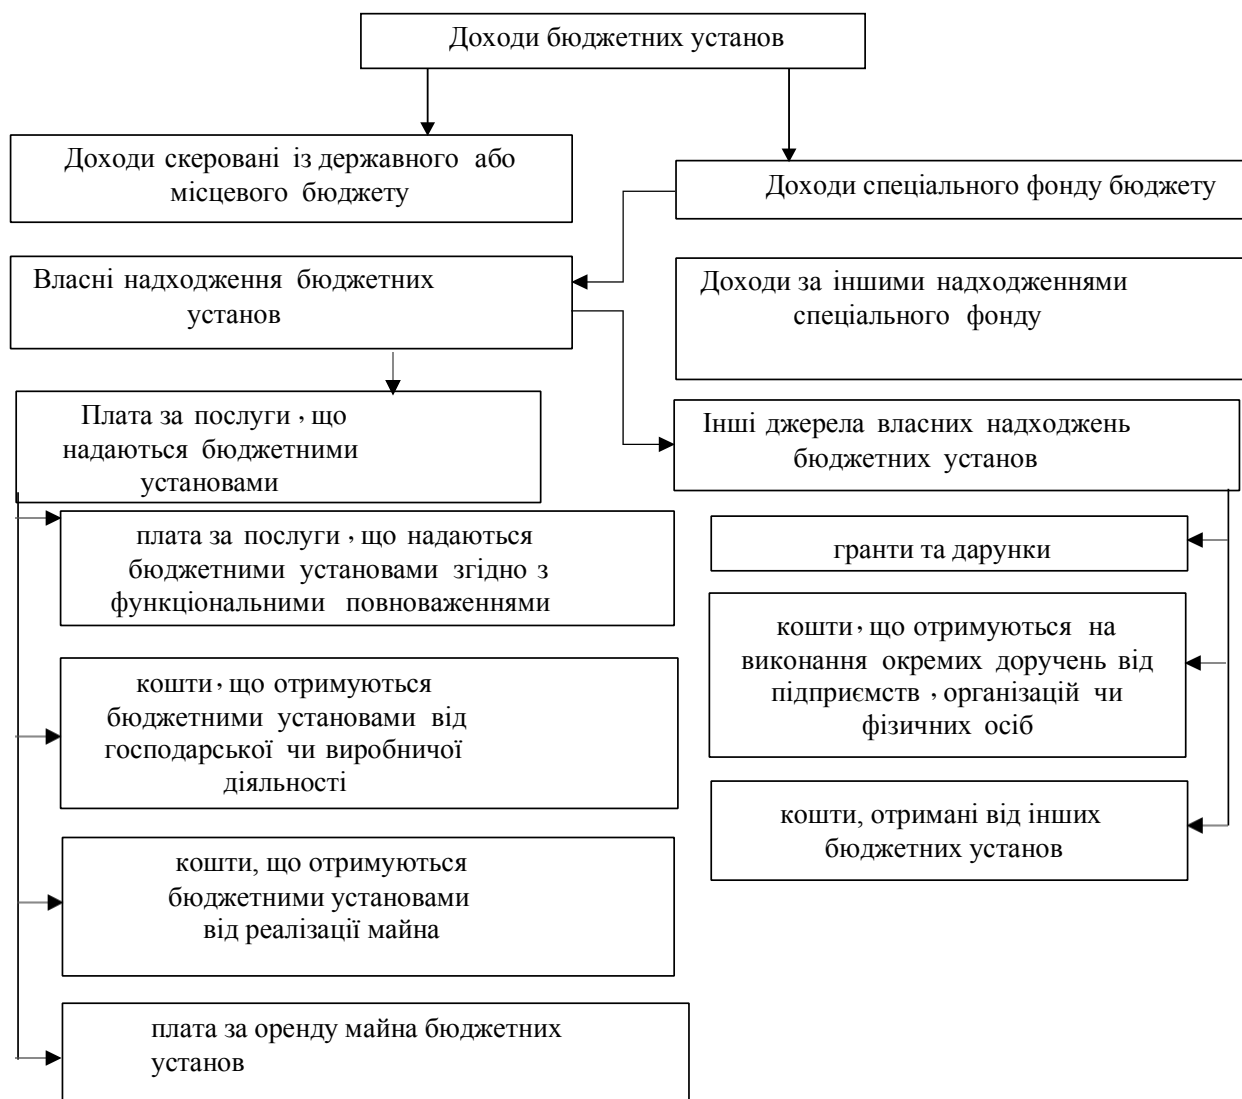 Доходи бюджетних установ
Доходи скеровані із державного або
місцевого бюджету
Доходи спеціального фонду бюджету
Власні надходження бюджетних
установ
Доходи за іншими надходженнями
спеціального фонду
Плата за послуги, що
надаються бюджетними
установами
Інші джерела власних надходжень
бюджетних установ
плата за послуги, що надаються
бюджетними установами згідно з
функціональними повноваженнями
гранти та дарунки
кошти, що отримуються на
виконання окремих доручень від
підприємств, організацій чи
фізичних осіб
кошти, що отримуються
бюджетними установами від
господарської чи виробничої
діяльності
кошти, отримані від інших
бюджетних установ
кошти, що отримуються
бюджетними установами
від реалізації майна
плата за оренду майна бюджетних
установ